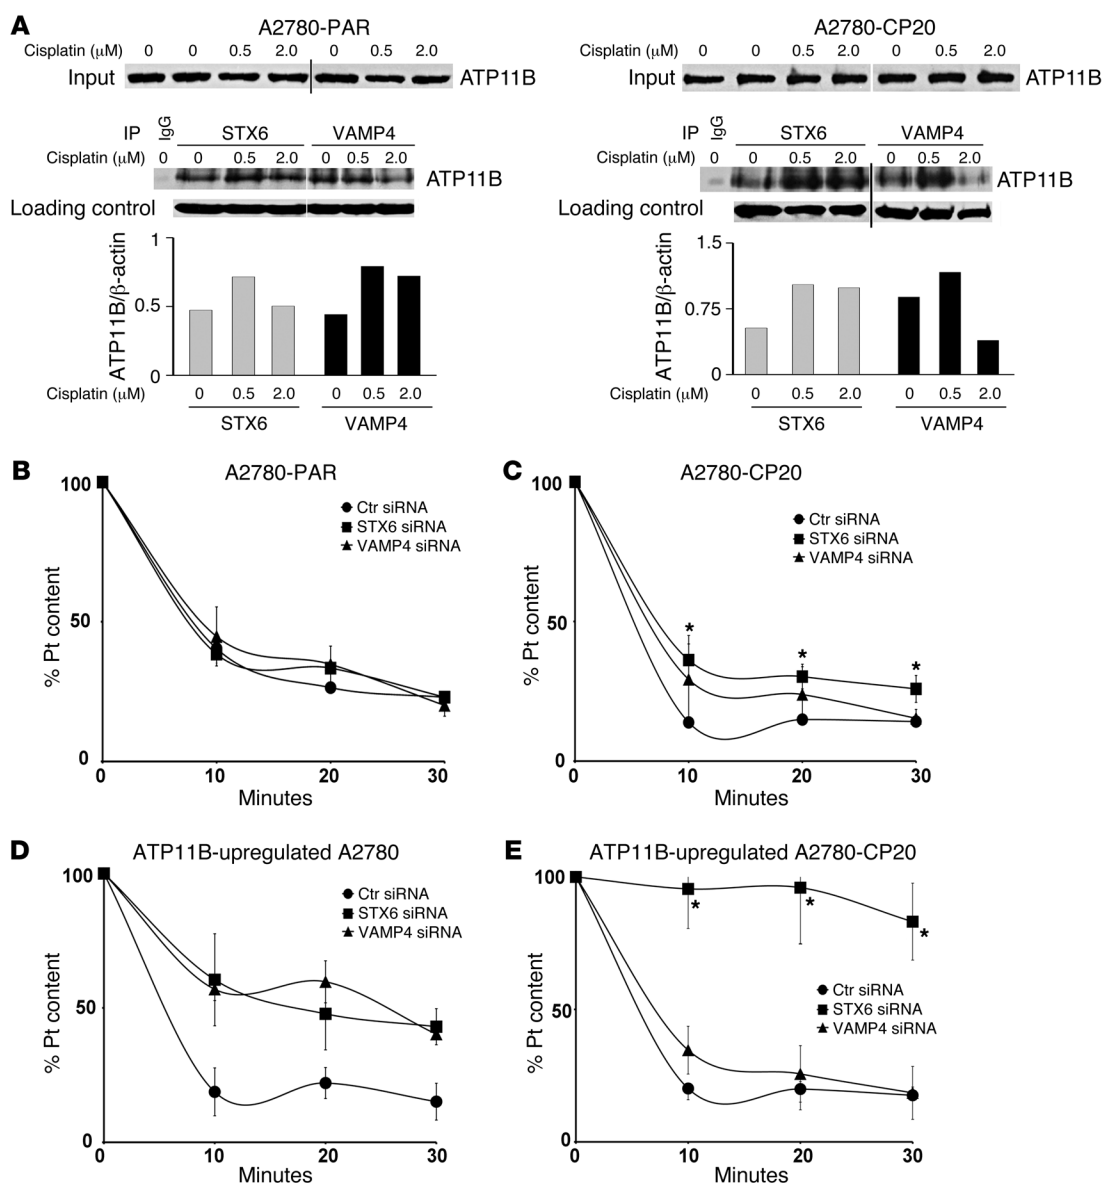 A
A2780-PAR
Cisplatin (μM) 0 0 0.5 2.0 0 0.5 2.0
Input ATP11B
IP IgG STX6 VAMP4
Cisplatin (μM) 0 0 0.5 2.0 0 0.5 2.0
ATP11B
Loading control
ATP11B/β-actin
1
0.5
0
Cisplatin (μM) 0 0.5 2.0 0 0.5 2.0
STX6 VAMP4
A2780-CP20
Cisplatin (μM) 0 0 0.5 2.0 0 0.5 2.0
Input ATP11B
IP IgG STX6 VAMP4
Cisplatin (μM) 0 0 0.5 2.0 0 0.5 2.0
ATP11B
Loading control
ATP11B/β-actin
1.5
0.75
0
Cisplatin (μM) 0 0.5 2.0 0 0.5 2.0
STX6 VAMP4
B
A2780-PAR
Ctr siRNA
STX6 siRNA
VAMP4 siRNA
% Pt content
100
50
0
0 10 20 30
Minutes
C
A2780-CP20
Ctr siRNA
STX6 siRNA
VAMP4 siRNA
% Pt content
100
50
0
* * *
0 10 20 30
Minutes
D
ATP11B-upregulated A2780
Ctr siRNA
STX6 siRNA
VAMP4 siRNA
% Pt content
100
50
0
0 10 20 30
Minutes
E
ATP11B-upregulated A2780-CP20
* * *
Ctr siRNA
STX6 siRNA
VAMP4 siRNA
% Pt content
100
50
0
0 10 20 30
Minutes